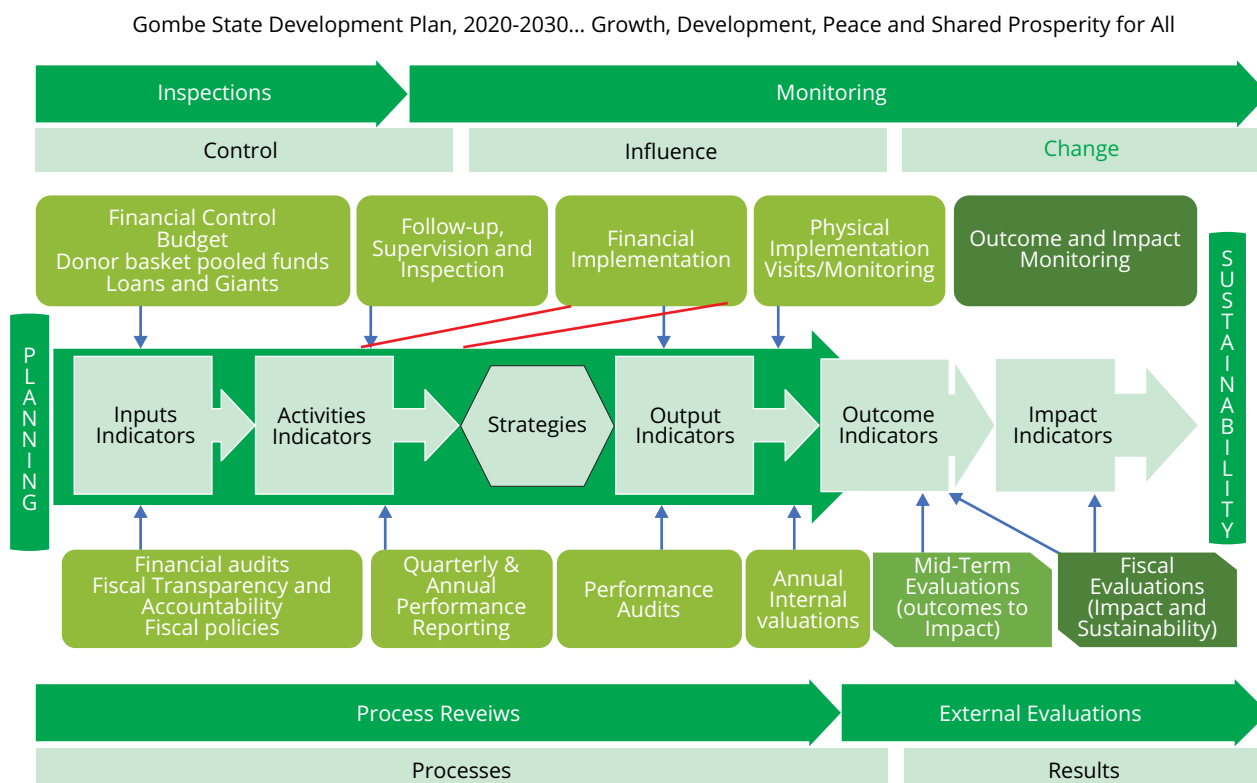 Gombe State Development Plan, 2020-2030... Growth, Development, Peace and Shared Prosperity for All
Inspections
Monitoring
Control
Influence
Change
Financial Control
Budget
Donor basket pooled funds
Loans and Giants
Follow-up,
Supervision and
Inspection
Financial
Implementation
Physical
Implementation
Visits/Monitoring
Outcome and Impact
Monitoring
PLANNING
Inputs
Indicators
Activities
Indicators
Strategies
Output
Indicators
Outcome
Indicators
Impact
Indicators
SUSTAINABILITY
Financial audits
Fiscal Transparency and
Accountability
Fiscal policies
Quarterly &
Annual
Performance
Reporting
Performance
Audits
Annual
Internal
valuations
Mid-Term
Evaluations
(outcomes to
Impact)
Fiscal
Evaluations
(Impact and
Sustainability)
Process Reveiws
External Evaluations
Processes
Results